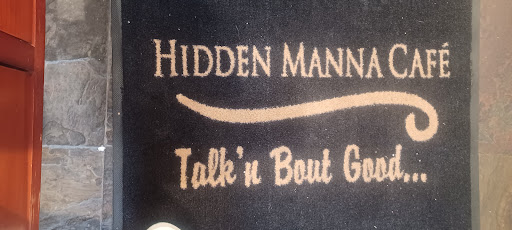 HIDDEN MANNA CAFÉ
Talk'n Bout Good...